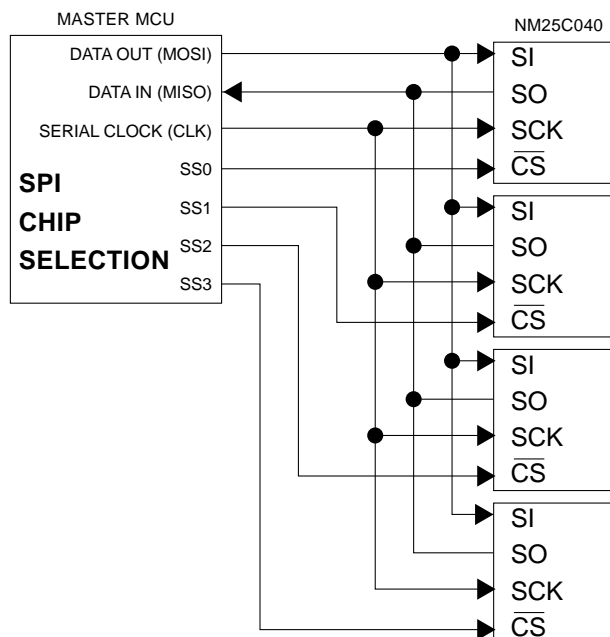 MASTER MCU
DATA OUT (MOSI)
DATA IN (MISO)
SERIAL CLOCK (CLK)
SS0
SPI
SS1
CHIP
SS2
SELECTION
SS3
NM25C040
SI
SO
SCK
CS
SI
SO
SCK
CS
SI
SO
SCK
CS
SI
SO
SCK
CS